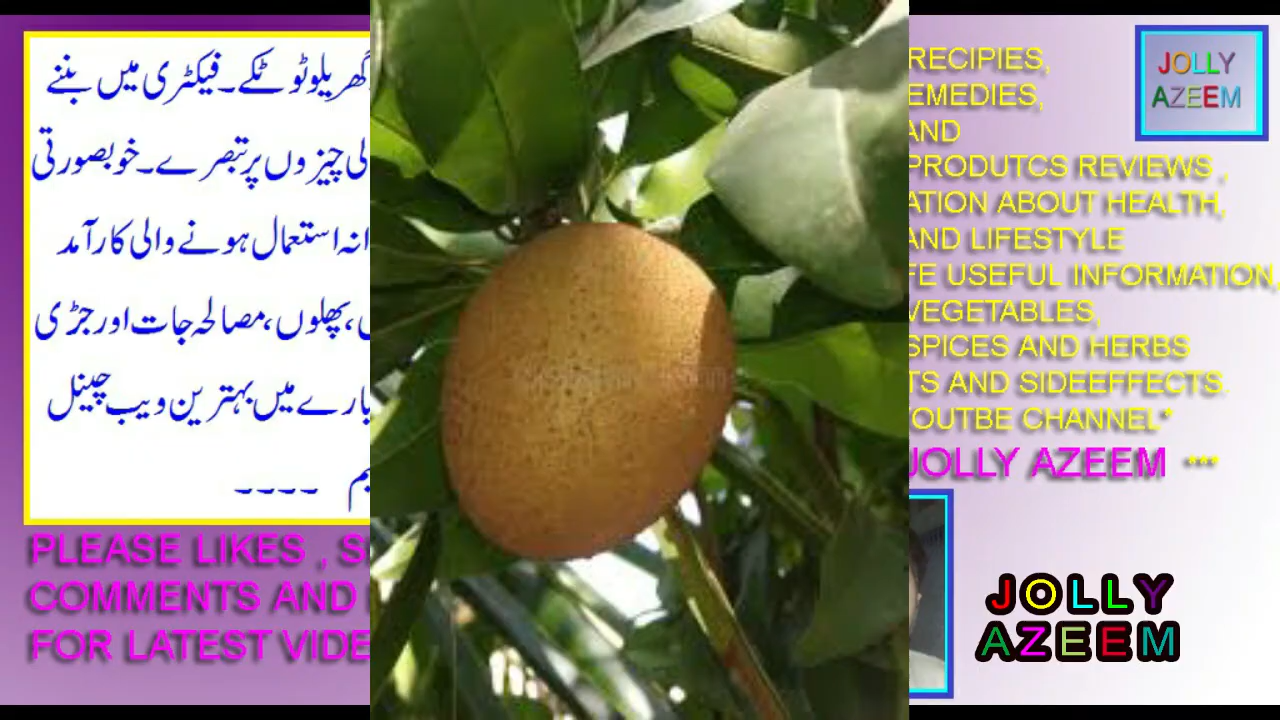 گھریلو ٹوٹکے۔ فیکٹری میں بننے
لی چیزوں پر تبصرے۔ خوبصورتی
انہ استعمال ہونے والی کارآمد
، پھلوں، مصالحہ جات اور جڑی
بارے میں بہترین ویب چینل
۔۔۔۔
PLEASE LIKES , S
COMMENTS AND
FOR LATEST VIDE
RECIPIES,
EMEDIES,
AND
PRODUTCS REVIEWS ,
ATION ABOUT HEALTH,
AND LIFESTYLE
FE USEFUL INFORMATION,
VEGETABLES,
SPICES AND HERBS
TS AND SIDEEFFECTS.
OUTBE CHANNEL*
JOLLY AZEEM ***
JOLLY
AZEEM
JOLLY
AZEEM